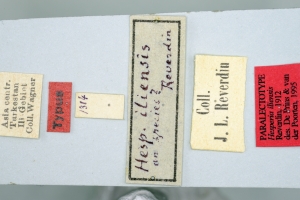 Asia centr.
Turkestan
Ili-Gebiet
Coll. Wagner
Typus
1314
Hesp. iliensis
an species?
Reverdin
Coll.
J. L. Reverdin
PARALECTOTYPE
Hesperia iliensis
Reverdin, 1912
des. De Prins & van
der Poorten, 1995